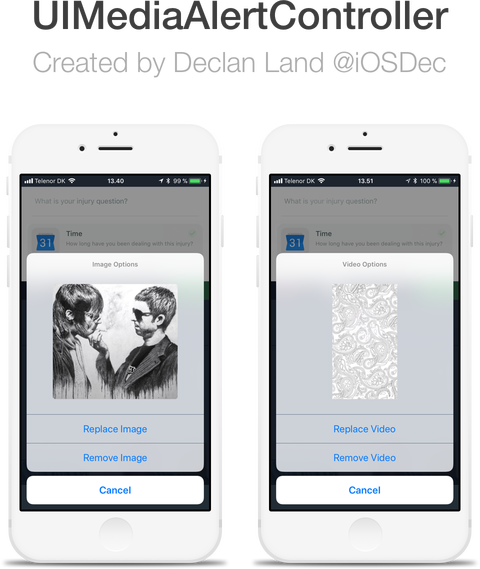 UIMediaAlertController
Created by Declan Land @iOSDec
Telenor DK 13.40 99 %
What is your injury question?
31
Time
How long have you been dealing with this injury?
Image Options
Replace Image
Remove Image
Cancel
Telenor DK 13.51 100 %
What is your injury question?
31
Time
How long have you been dealing with this injury?
Video Options
Replace Video
Remove Video
Cancel